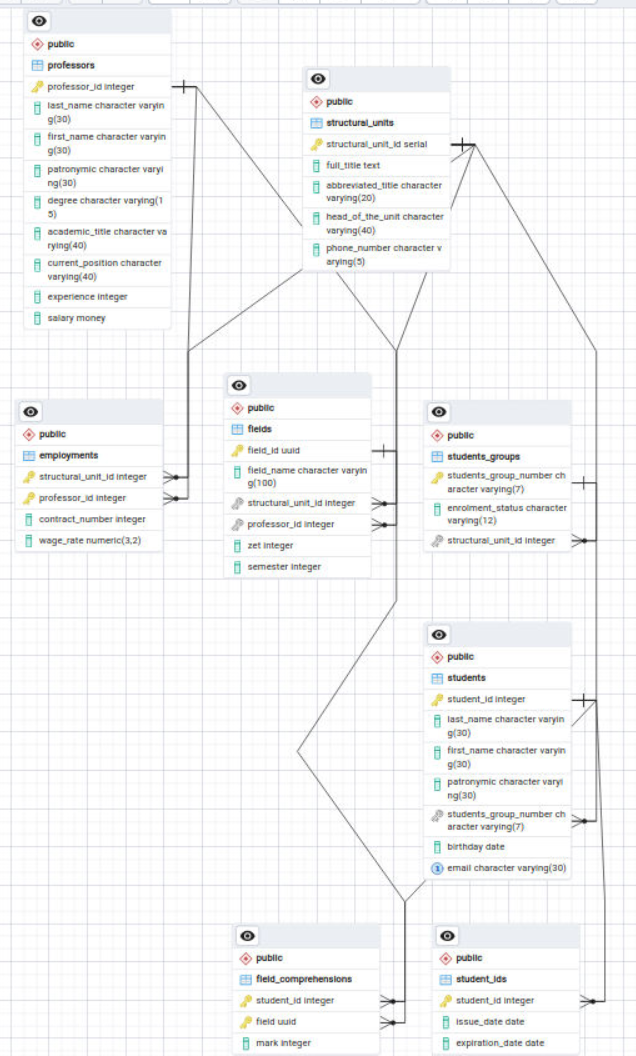 public
professors
professor_id integer
last_name character varyin
g(30)
first_name character varyin
g(30)
patronymic character varyi
ng(30)
degree character varying(1
5)
academic_title character va
rying(40)
current_position character
varying(40)
experience integer
salary money
public
structural_units
structural_unit_id serial
full_title text
abbreviated_title character
varying(20)
head_of_the_unit character
varying(40)
phone_number character v
arying(5)
public
employments
structural_unit_id integer
professor_id integer
contract_number integer
wage_rate numeric(3,2)
public
fields
field_id uuid
field_name character varyin
g(100)
structural_unit_id integer
professor_id integer
zet integer
semester integer
public
students_groups
students_group_number ch
aracter varying(7)
enrolment_status character
varying(12)
structural_unit_id integer
public
students
student_id integer
last_name character varyin
g(30)
first_name character varyin
g(30)
patronymic character varyi
ng(30)
students_group_number ch
aracter varying(7)
birthday date
1 email character varying(30)
public
field_comprehensions
student_id integer
field uuid
mark integer
public
student_ids
student_id integer
issue_date date
expiration_date date